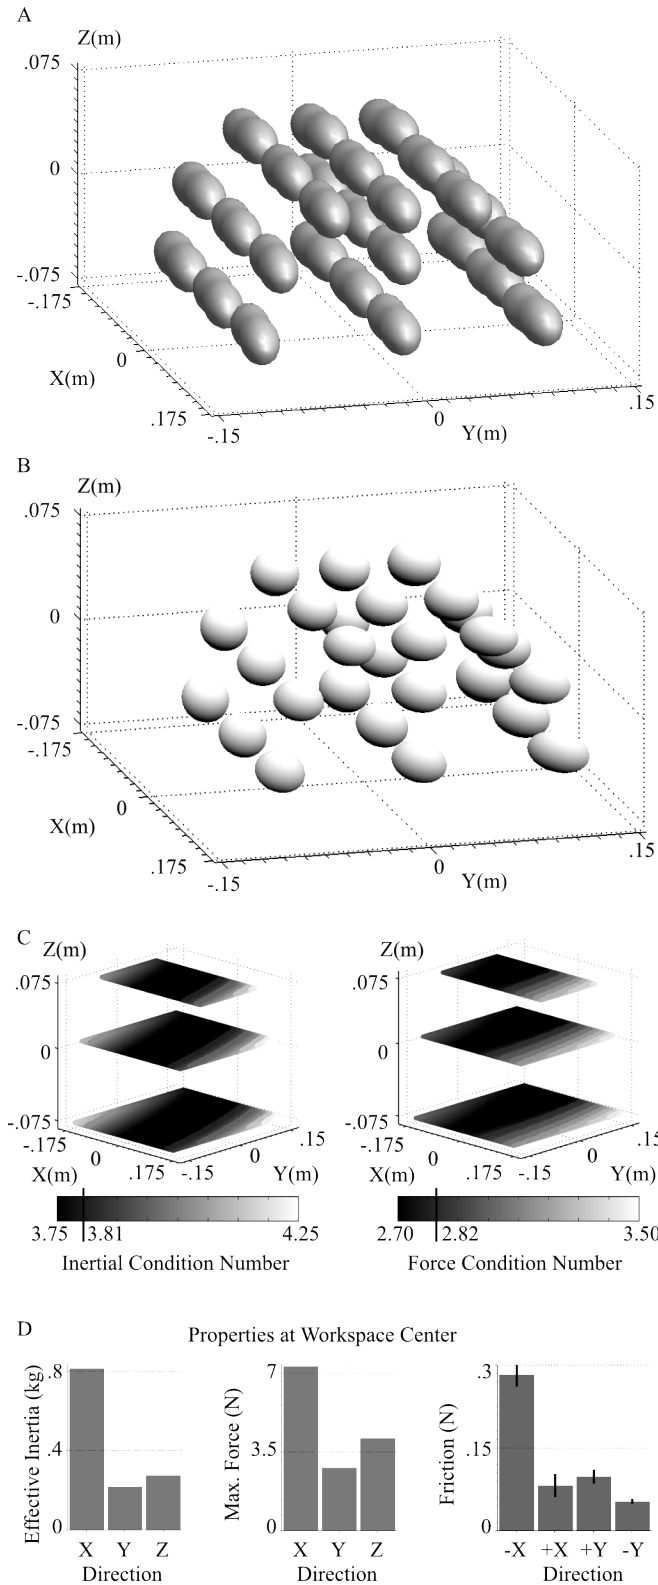 A
Z(m)
.075
0
-.075
-.175
0
X(m)
.175
-.15
0
Y(m)
.15
B
Z(m)
.075
0
-.075
-.175
0
X(m)
.175
-.15
0
Y(m)
.15
C
Z(m)
.075
0
-.075
-.175
0
X(m)
.175
-.15
0
Y(m)
.15
3.75
3.81
4.25
Inertial Condition Number
Z(m)
.075
0
-.075
-.175
0
X(m)
.175
-.15
0
Y(m)
.15
2.70
2.82
3.50
Force Condition Number
D
Properties at Workspace Center
Effective Inertia (kg)
.8
.4
0
X Y Z
Direction
Max. Force (N)
7
3.5
0
X Y Z
Direction
Friction (N)
.3
.15
0
-X +X +Y -Y
Direction